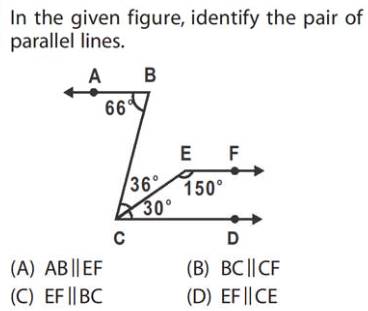 In the given figure, identify the pair of
parallel lines.
A B
66°
E F
36° 150°
30°
C D
(A) AB||EF (B) BC||CF
(C) EF||BC (D) EF||CE